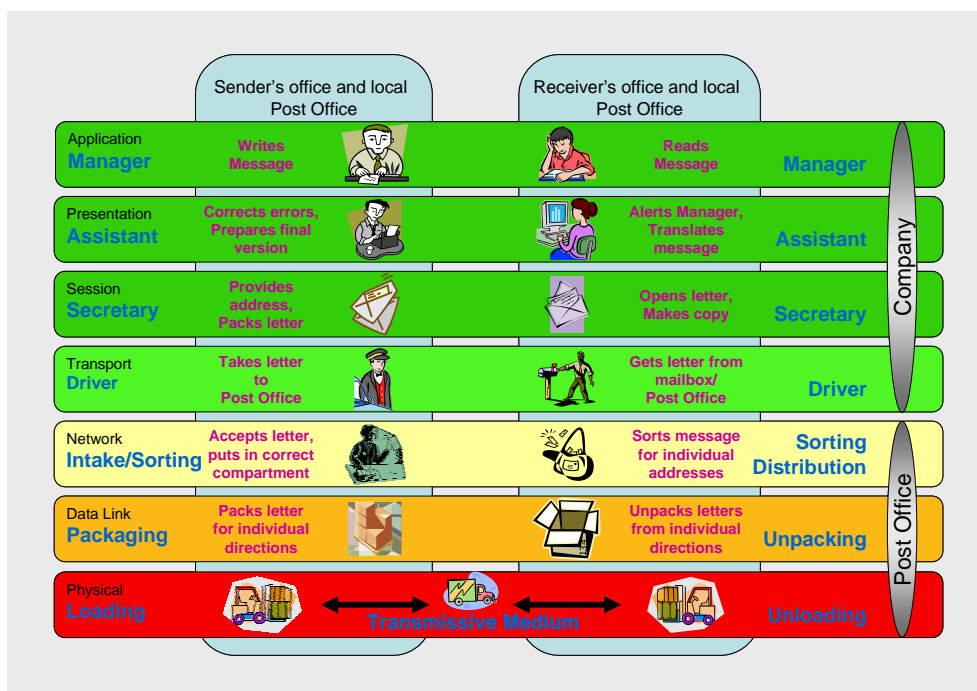 Sender's office and local
Post Office
Receiver's office and local
Post Office
Application
Manager
Writes
Message
Reads
Message
Manager
Presentation
Assistant
Corrects errors,
Prepares final
version
Alerts Manager,
Translates
message
Assistant
Session
Secretary
Provides
address,
Packs letter
Opens letter,
Makes copy
Secretary
Transport
Driver
Takes letter
to
Post Office
Gets letter from
mailbox/
Post Office
Driver
Company
Network
Intake/Sorting
Accepts letter,
puts in correct
compartment
Sorts message
for individual
addresses
Sorting
Distribution
Data Link
Packaging
Packs letter
for individual
directions
Unpacks letters
from individual
directions
Unpacking
Physical
Loading
Transmissive Medium
Unloading
Post Office